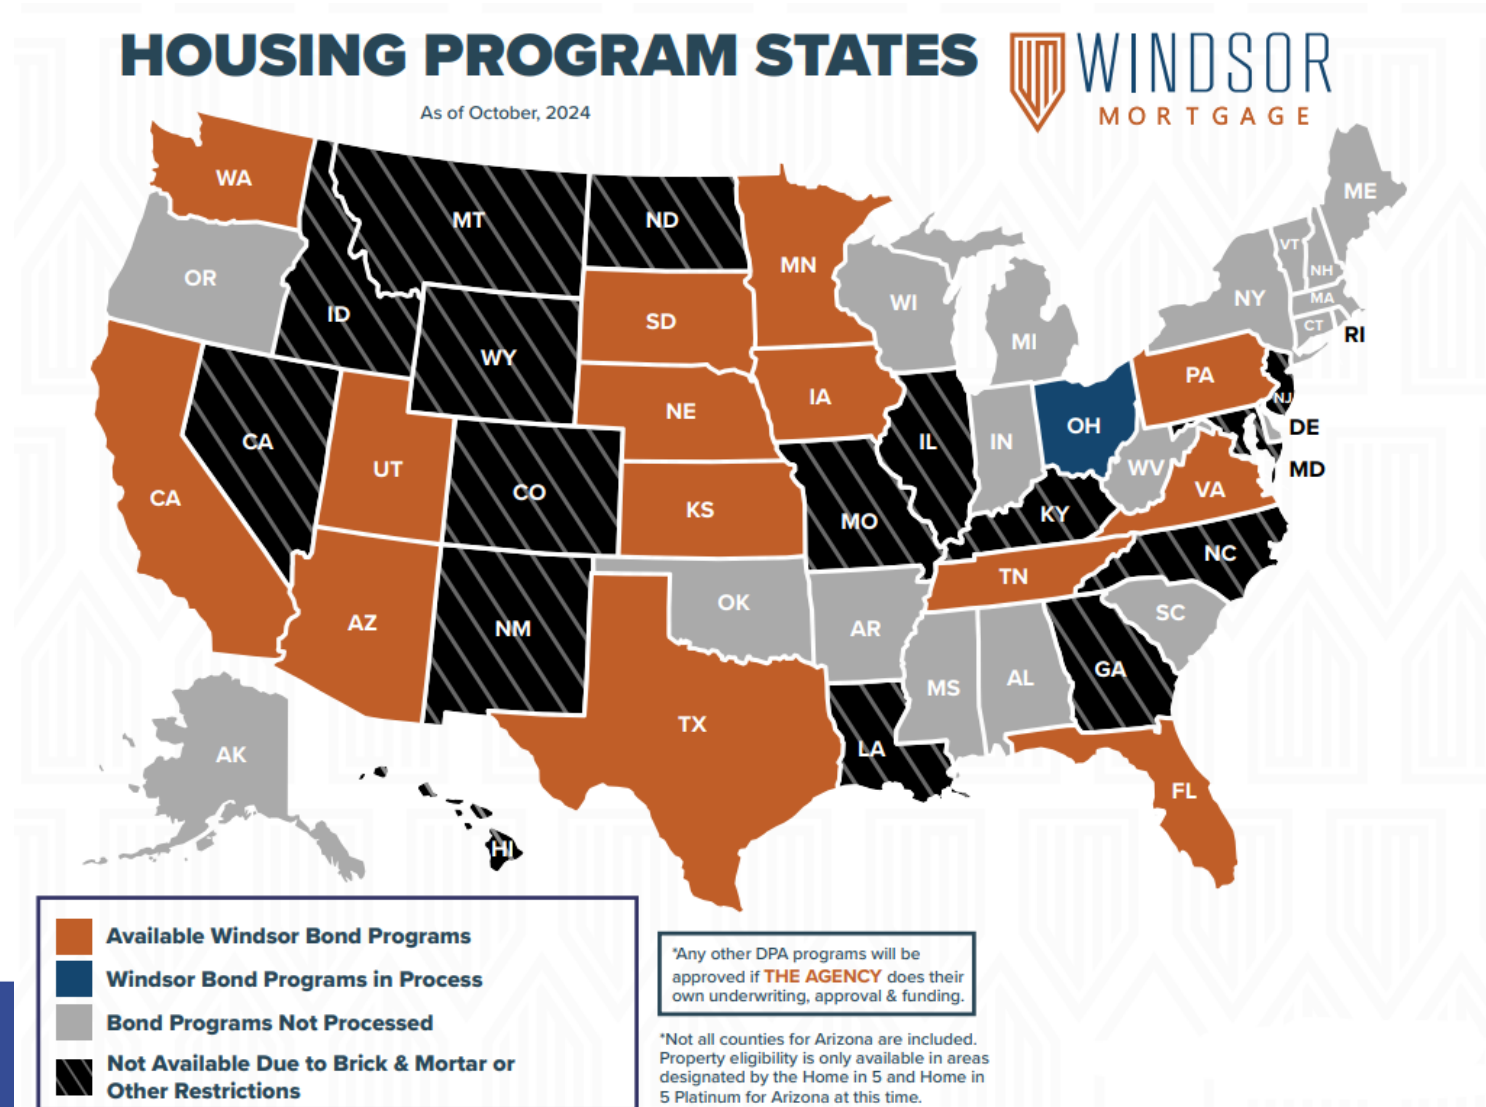 HOUSING PROGRAM STATES
WINDSOR
MORTGAGE
As of October, 2024
WA
MT
ND
MN
ME
OR
ID
SD
WI
VT
NH
NY
MA
CT
RI
MI
WY
IA
PA
NE
NJ
CA
UT
CO
KS
IL
IN
OH
DE
WV
MD
CA
MO
KY
VA
NC
AZ
NM
OK
AR
TN
SC
MS
AL
GA
TX
LA
AK
FL
HI
Available Windsor Bond Programs
Windsor Bond Programs in Process
Bond Programs Not Processed
Not Available Due to Brick & Mortar or
Other Restrictions
*Any other DPA programs will be
approved if THE AGENCY does their
own underwriting, approval & funding.
*Not all counties for Arizona are included.
Property eligibility is only available in areas
designated by the Home in 5 and Home in
5 Platinum for Arizona at this time.